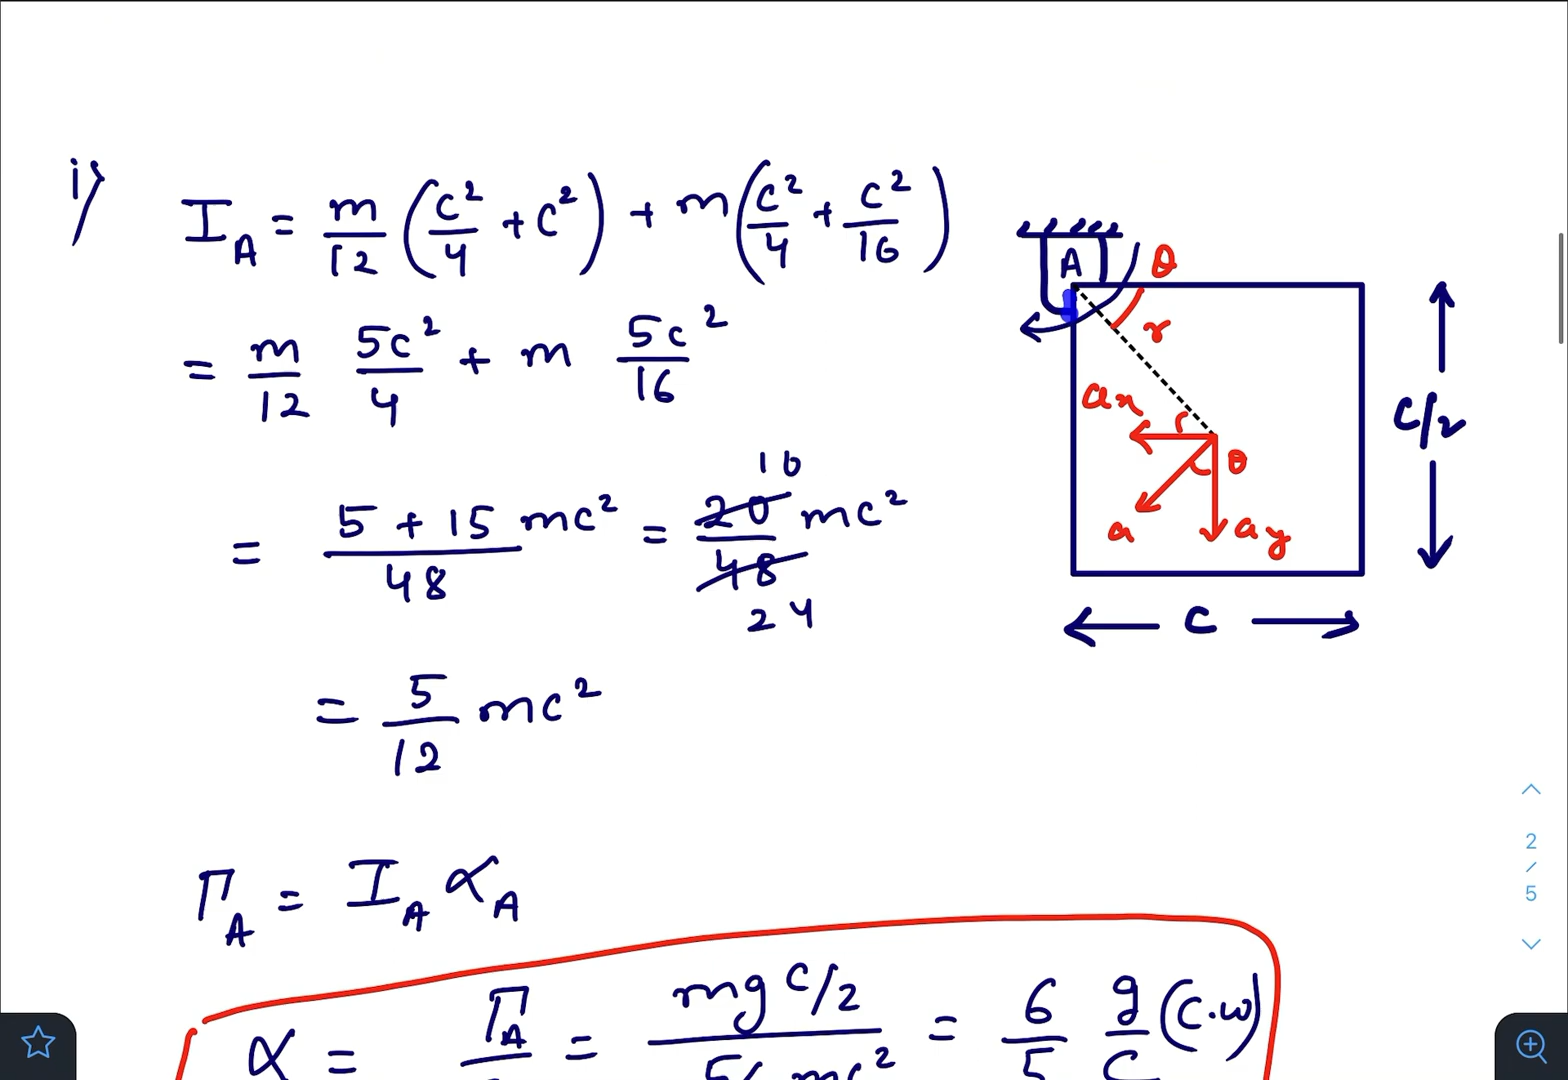 i)
I_A = m/12 (c²/4 + c²) + m(c²/4 + c²/16)
= m/12 5c²/4 + m 5c²/16
= 5 + 15/48 mc² = 20/48 mc²
10
24
= 5/12 mc²
Γ_A = I_A α_A
α = Γ_A = mg c/2 = 6/5 g/c (c.w)
mc²
A
θ
r
a_x
θ
a
a_y
c/2
c
2
/
5